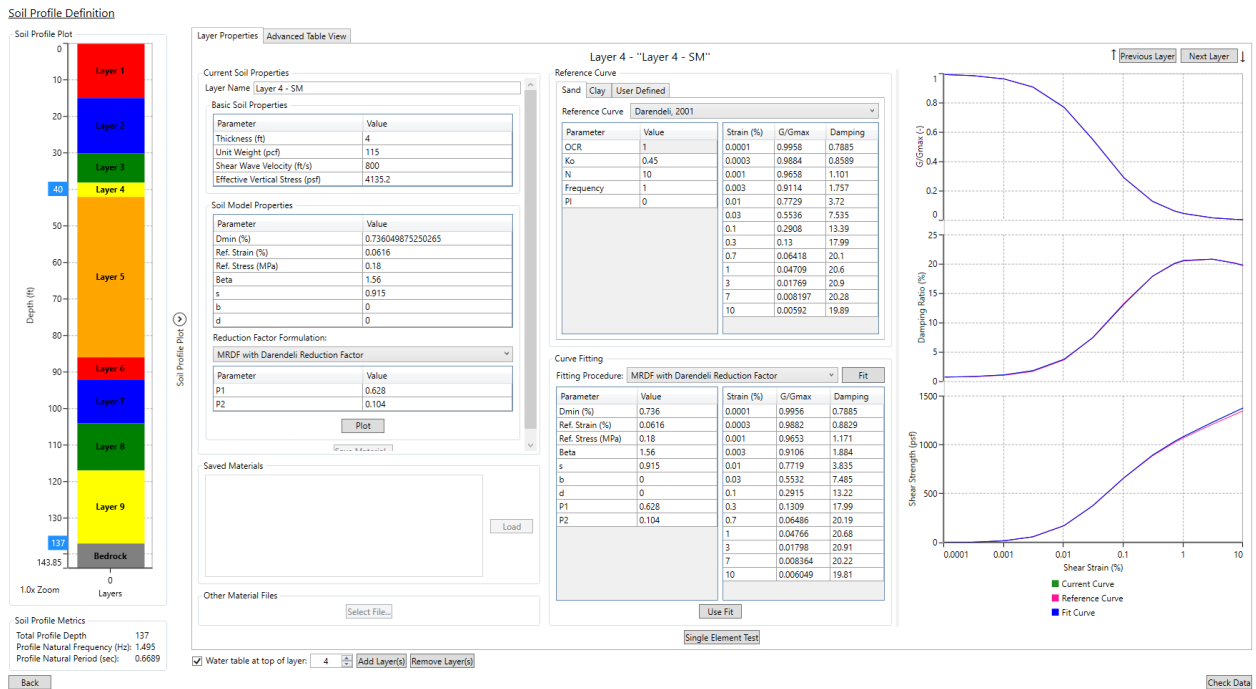 Soil Profile Definition
Soil Profile Plot
0
10
20
30
40
50
60
70
80
90
100
110
120
130
137
143.85
Depth (ft)
Layer 1
Layer 2
Layer 3
Layer 4
Layer 5
Layer 6
Layer 7
Layer 8
Layer 9
Bedrock
0
1.0x Zoom
Layers
Soil Profile Metrics
Total Profile Depth 137
Profile Natural Frequency (Hz): 1.495
Profile Natural Period (sec): 0.6689
Back
Soil Profile Plot
Layer Properties Advanced Table View
Layer 4 - "Layer 4 - SM"
Previous Layer Next Layer
Current Soil Properties
Layer Name Layer 4 - SM
Basic Soil Properties
Parameter Value
Thickness (ft) 4
Unit Weight (pcf) 115
Shear Wave Velocity (ft/s) 800
Effective Vertical Stress (psf) 4135.2
Soil Model Properties
Parameter Value
Dmin (%) 0.736049875250265
Ref. Strain (%) 0.0616
Ref. Stress (MPa) 0.18
Beta 1.56
s 0.915
b 0
d 0
Reduction Factor Formulation:
MRDF with Darendeli Reduction Factor
Parameter Value
P1 0.628
P2 0.104
Plot
Save Material
Saved Materials
Load
Other Material Files
Select File...
Reference Curve
Sand Clay User Defined
Reference Curve Darendeli, 2001
Parameter Value
OCR 1
Ko 0.45
N 10
Frequency 1
PI 0
Strain (%) G/Gmax Damping
0.0001 0.9958 0.7885
0.0003 0.9884 0.8589
0.001 0.9658 1.101
0.003 0.9114 1.757
0.01 0.7729 3.72
0.03 0.5536 7.535
0.1 0.2908 13.39
0.3 0.13 17.99
0.7 0.06418 20.1
1 0.04709 20.6
3 0.01769 20.9
7 0.008197 20.28
10 0.00592 19.89
Curve Fitting
Fitting Procedure: MRDF with Darendeli Reduction Factor Fit
Parameter Value
Dmin (%) 0.736
Ref. Strain (%) 0.0616
Ref. Stress (MPa) 0.18
Beta 1.56
s 0.915
b 0
d 0
P1 0.628
P2 0.104
Strain (%) G/Gmax Damping
0.0001 0.9956 0.7885
0.0003 0.9882 0.8829
0.001 0.9653 1.171
0.003 0.9106 1.884
0.01 0.7719 3.835
0.03 0.5532 7.485
0.1 0.2915 13.22
0.3 0.1309 17.99
0.7 0.06486 20.19
1 0.04766 20.68
3 0.01798 20.91
7 0.008364 20.22
10 0.006049 19.81
Use Fit
Single Element Test
G/Gmax (-)
1
0.8
0.6
0.4
0.2
0
Damping Ratio (%)
25
20
15
10
5
0
Shear Strength (psf)
1500
1000
500
0
0.0001 0.001 0.01 0.1 1 10
Shear Strain (%)
Current Curve
Reference Curve
Fit Curve
Water table at top of layer: 4 Add Layer(s) Remove Layer(s)
Check Data